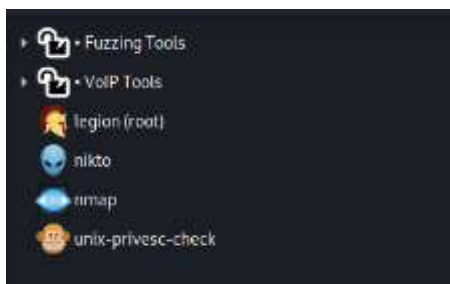 • Fuzzing Tools
• VoIP Tools
legion (root)
nikto
nmap
unix-privesc-check